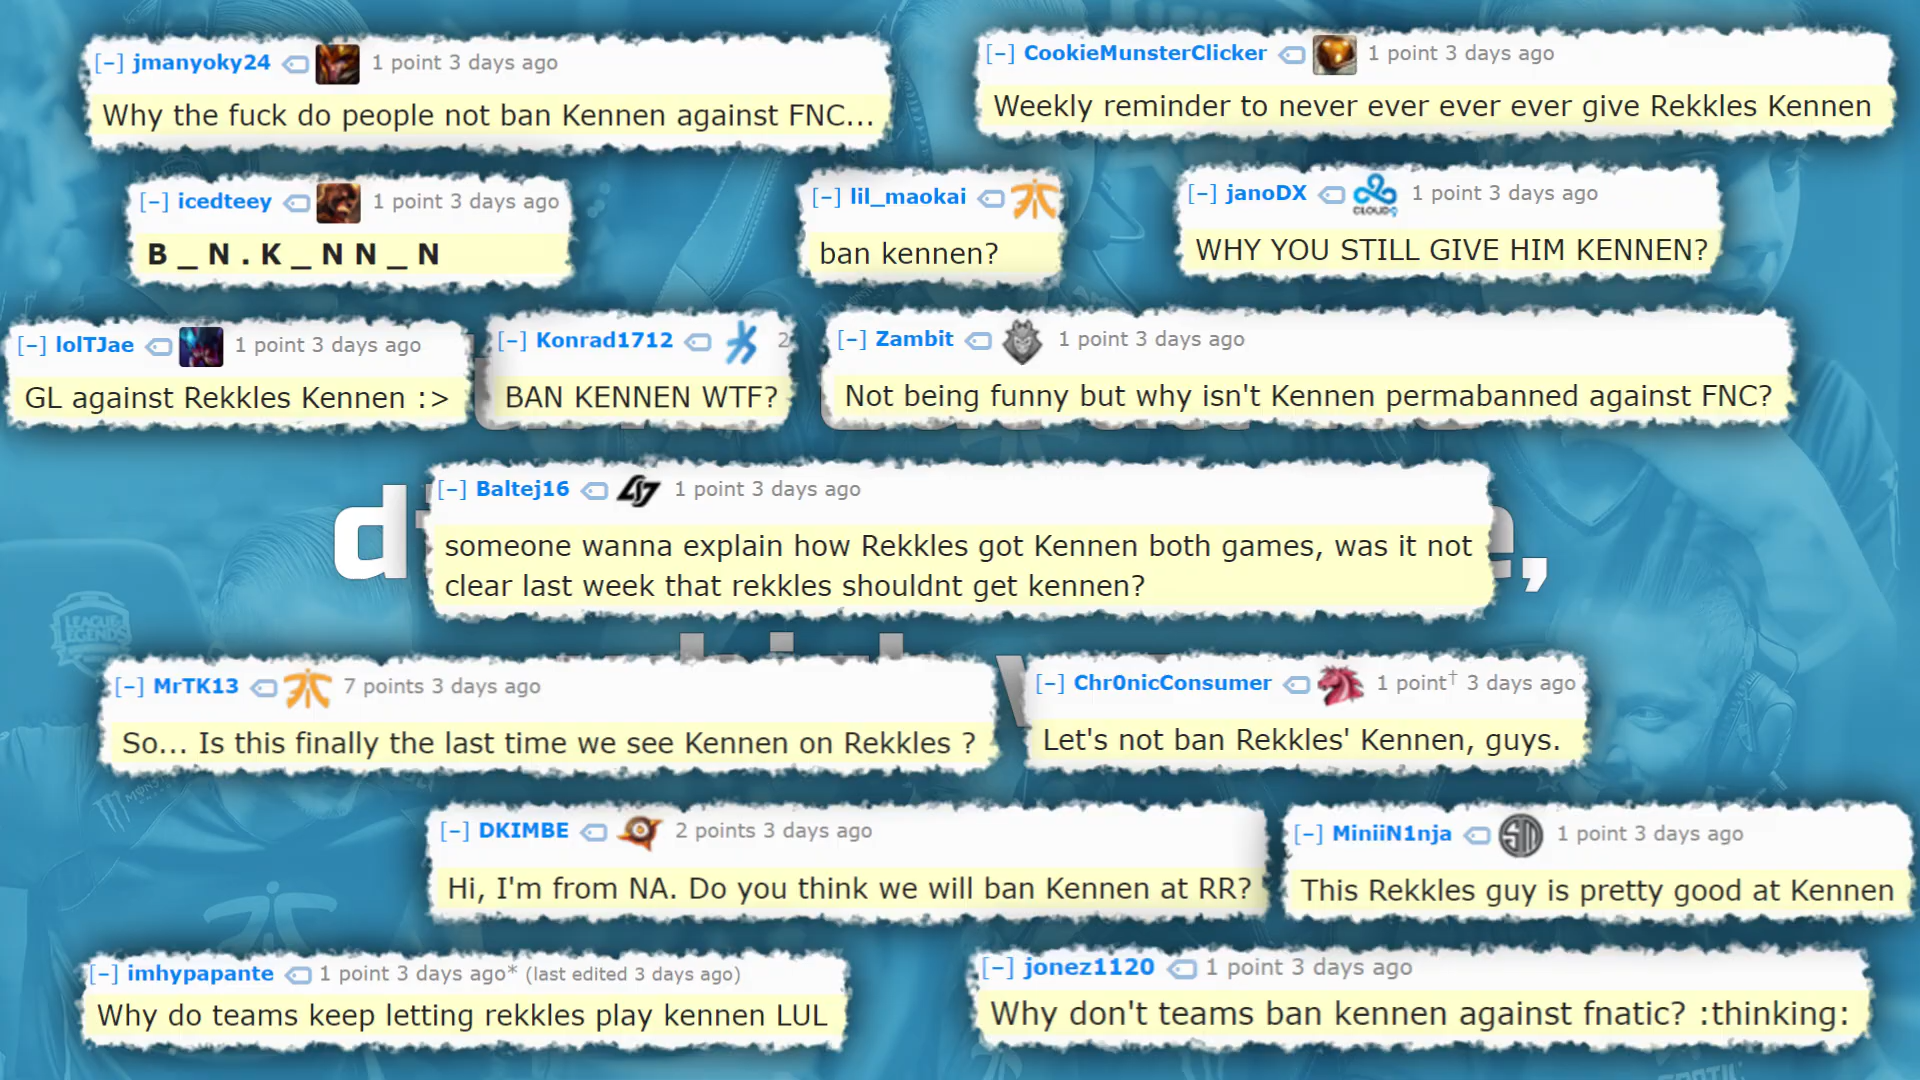 [–] jmanyoky24 1 point 3 days ago
Why the fuck do people not ban Kennen against FNC...
[–] CookieMunsterClicker 1 point 3 days ago
Weekly reminder to never ever ever ever give Rekkles Kennen
[–] icedteey 1 point 3 days ago
B _ N . K _ N N _ N
[–] lil_maokai
ban kennen?
[–] janoDX CLOUD9 1 point 3 days ago
WHY YOU STILL GIVE HIM KENNEN?
[–] lolTJae 1 point 3 days ago
GL against Rekkles Kennen :>
[–] Konrad1712 2
BAN KENNEN WTF?
[–] Zambit 1 point 3 days ago
Not being funny but why isn't Kennen permabanned against FNC?
[–] Baltej16 1 point 3 days ago
someone wanna explain how Rekkles got Kennen both games, was it not
clear last week that rekkles shouldnt get kennen?
LEAGUE OF
LEGENDS
[–] MrTK13 7 points 3 days ago
So... Is this finally the last time we see Kennen on Rekkles ?
[–] Chr0nicConsumer 1 point† 3 days ago
Let's not ban Rekkles' Kennen, guys.
[–] DKIMBE 2 points 3 days ago
Hi, I'm from NA. Do you think we will ban Kennen at RR?
[–] MiniiN1nja 1 point 3 days ago
This Rekkles guy is pretty good at Kennen
[–] imhypapante 1 point 3 days ago* (last edited 3 days ago)
Why do teams keep letting rekkles play kennen LUL
[–] jonez1120 1 point 3 days ago
Why don't teams ban kennen against fnatic? :thinking: